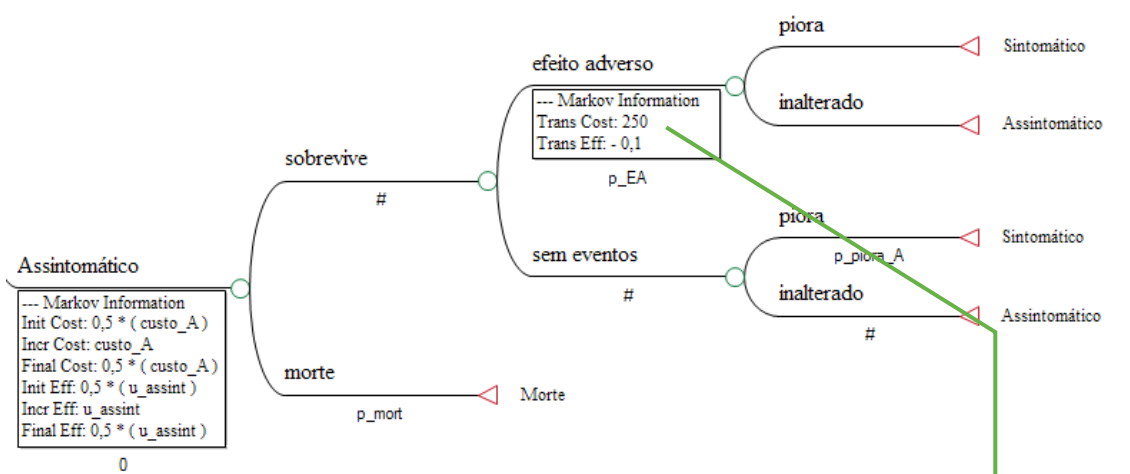 piora
Sintomático
efeito adverso
--- Markov Information
Trans Cost: 250
Trans Eff: - 0,1
p_EA
inalterado
Assintomático
sobrevive
#
piora
Sintomático
p_piora_A
sem eventos
#
inalterado
Assintomático
#
Assintomático
--- Markov Information
Init Cost: 0,5 * ( custo_A )
Incr Cost: custo_A
Final Cost: 0,5 * ( custo_A )
Init Eff: 0,5 * ( u_assint )
Incr Eff: u_assint
Final Eff: 0,5 * ( u_assint )
0
morte
Morte
p_mort